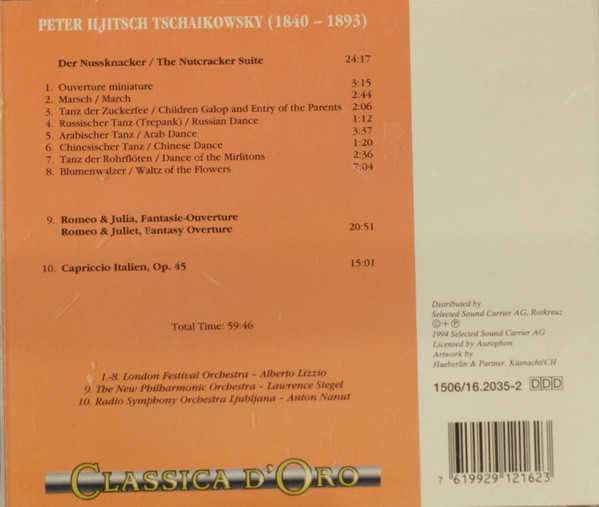 PETER ILJITSCH TSCHAIKOWSKY (1840 – 1893)
Der Nussknacker / The Nutcracker Suite 24:17
1. Ouverture miniature 3:15
2. Marsch / March 2:44
3. Tanz der Zuckerfee / Children Galop and Entry of the Parents 2:06
4. Russischer Tanz (Trepank) / Russian Dance 1:12
5. Arabischer Tanz / Arab Dance 3:37
6. Chinesischer Tanz / Chinese Dance 1:20
7. Tanz der Rohrflöten / Dance of the Mirlitons 2:36
8. Blumenwalzer / Waltz of the Flowers 7:04
9. Romeo & Julia, Fantasie-Ouverture
Romeo & Juliet, Fantasy Overture 20:51
10. Capriccio Italien, Op. 45 15:01
Total Time: 59:46
1.-8. London Festival Orchestra – Alberto Lizzio
9. The New Philharmonic Orchestra – Lawrence Siegel
10. Radio Symphony Orchestra Ljubljana – Anton Nanut
CLASSICA D'ORO
Distributed by
Selected Sound Carrier AG, Rotkreuz
©+℗
1994 Selected Sound Carrier AG
Licensed by Aurophon
Artwork by
Haeberlin & Partner, Küsnacht/CH
1506/16.2035-2 DDD
7 619929 121623